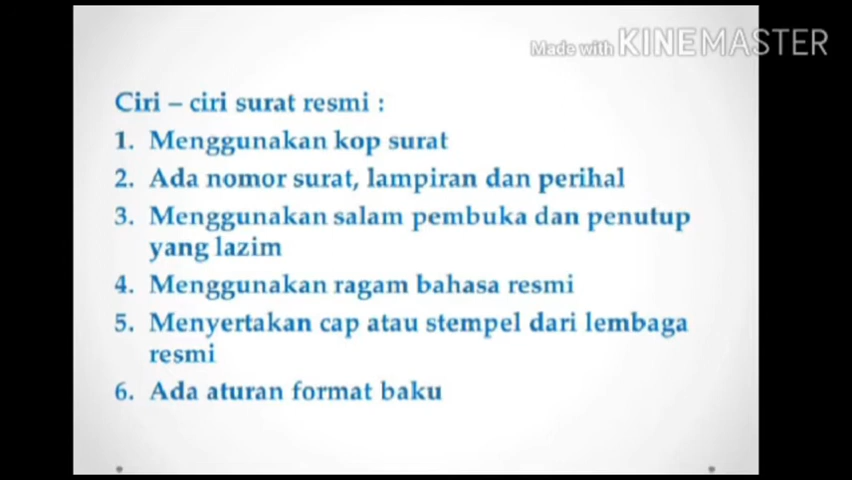 Made with KINEMASTER
Ciri – ciri surat resmi :
1. Menggunakan kop surat
2. Ada nomor surat, lampiran dan perihal
3. Menggunakan salam pembuka dan penutup
yang lazim
4. Menggunakan ragam bahasa resmi
5. Menyertakan cap atau stempel dari lembaga
resmi
6. Ada aturan format baku